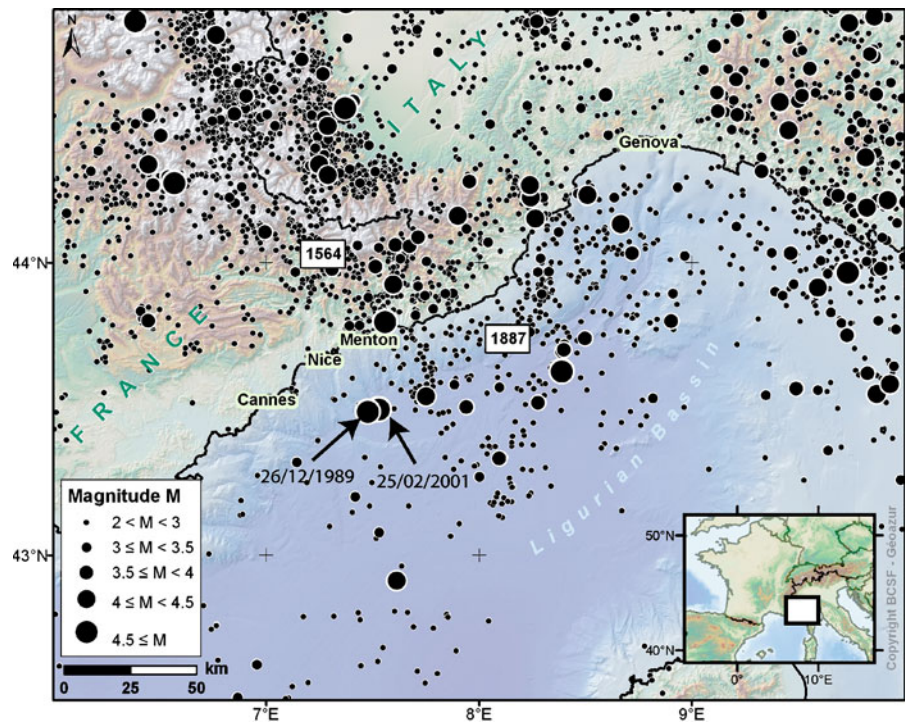 N
ITALY
Genova
44°N
1564
1887
FRANCE
Menton
Nice
Cannes
26/12/1989
25/02/2001
Ligurian Basin
Magnitude M
2 < M < 3
3 ≤ M < 3.5
3.5 ≤ M < 4
4 ≤ M < 4.5
4.5 ≤ M
43°N
km
0 25 50
50°N
40°N
0° 10°E
Copyright BCSF - Géoazur
7°E 8°E 9°E